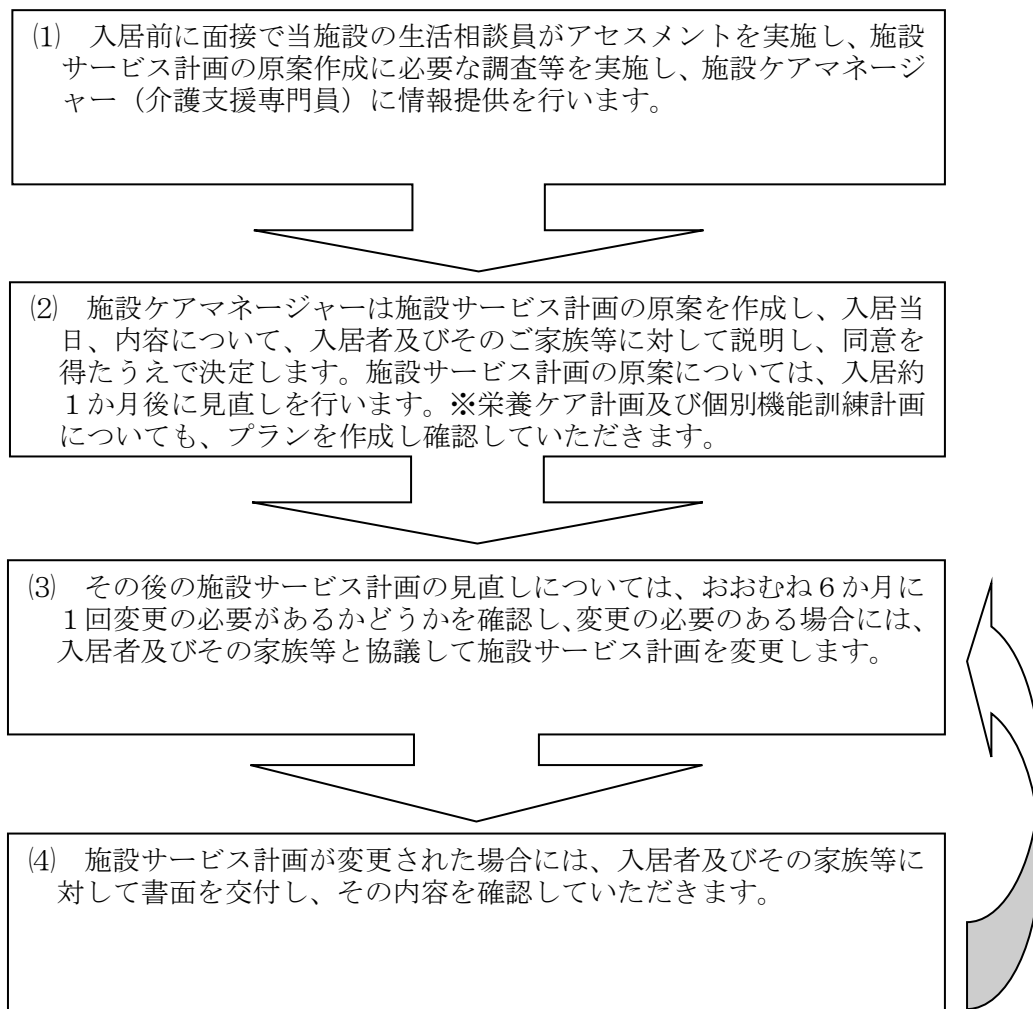 ⑴　入居前に面接で当施設の生活相談員がアセスメントを実施し、施設
サービス計画の原案作成に必要な調査等を実施し、施設ケアマネージ
ャー（介護支援専門員）に情報提供を行います。
⑵　施設ケアマネージャーは施設サービス計画の原案を作成し、入居当
日、内容について、入居者及びそのご家族等に対して説明し、同意を
得たうえで決定します。施設サービス計画の原案については、入居約
１か月後に見直しを行います。※栄養ケア計画及び個別機能訓練計画
についても、プランを作成し確認していただきます。
⑶　その後の施設サービス計画の見直しについては、おおむね６か月に
１回変更の必要があるかどうかを確認し、変更の必要のある場合には、
入居者及びその家族等と協議して施設サービス計画を変更します。
⑷　施設サービス計画が変更された場合には、入居者及びその家族等に
対して書面を交付し、その内容を確認していただきます。